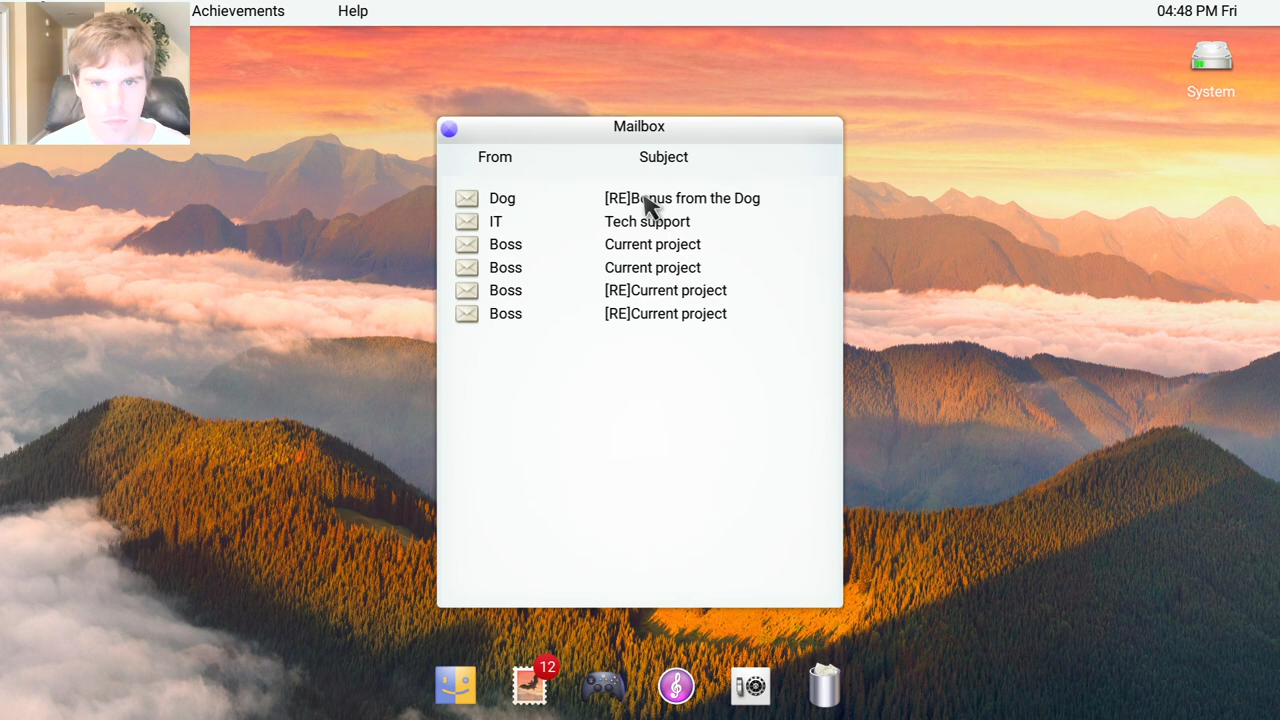 Achievements Help 04:48 PM Fri
System
Mailbox
From Subject
Dog [RE]Bonus from the Dog
IT Tech support
Boss Current project
Boss Current project
Boss [RE]Current project
Boss [RE]Current project
12